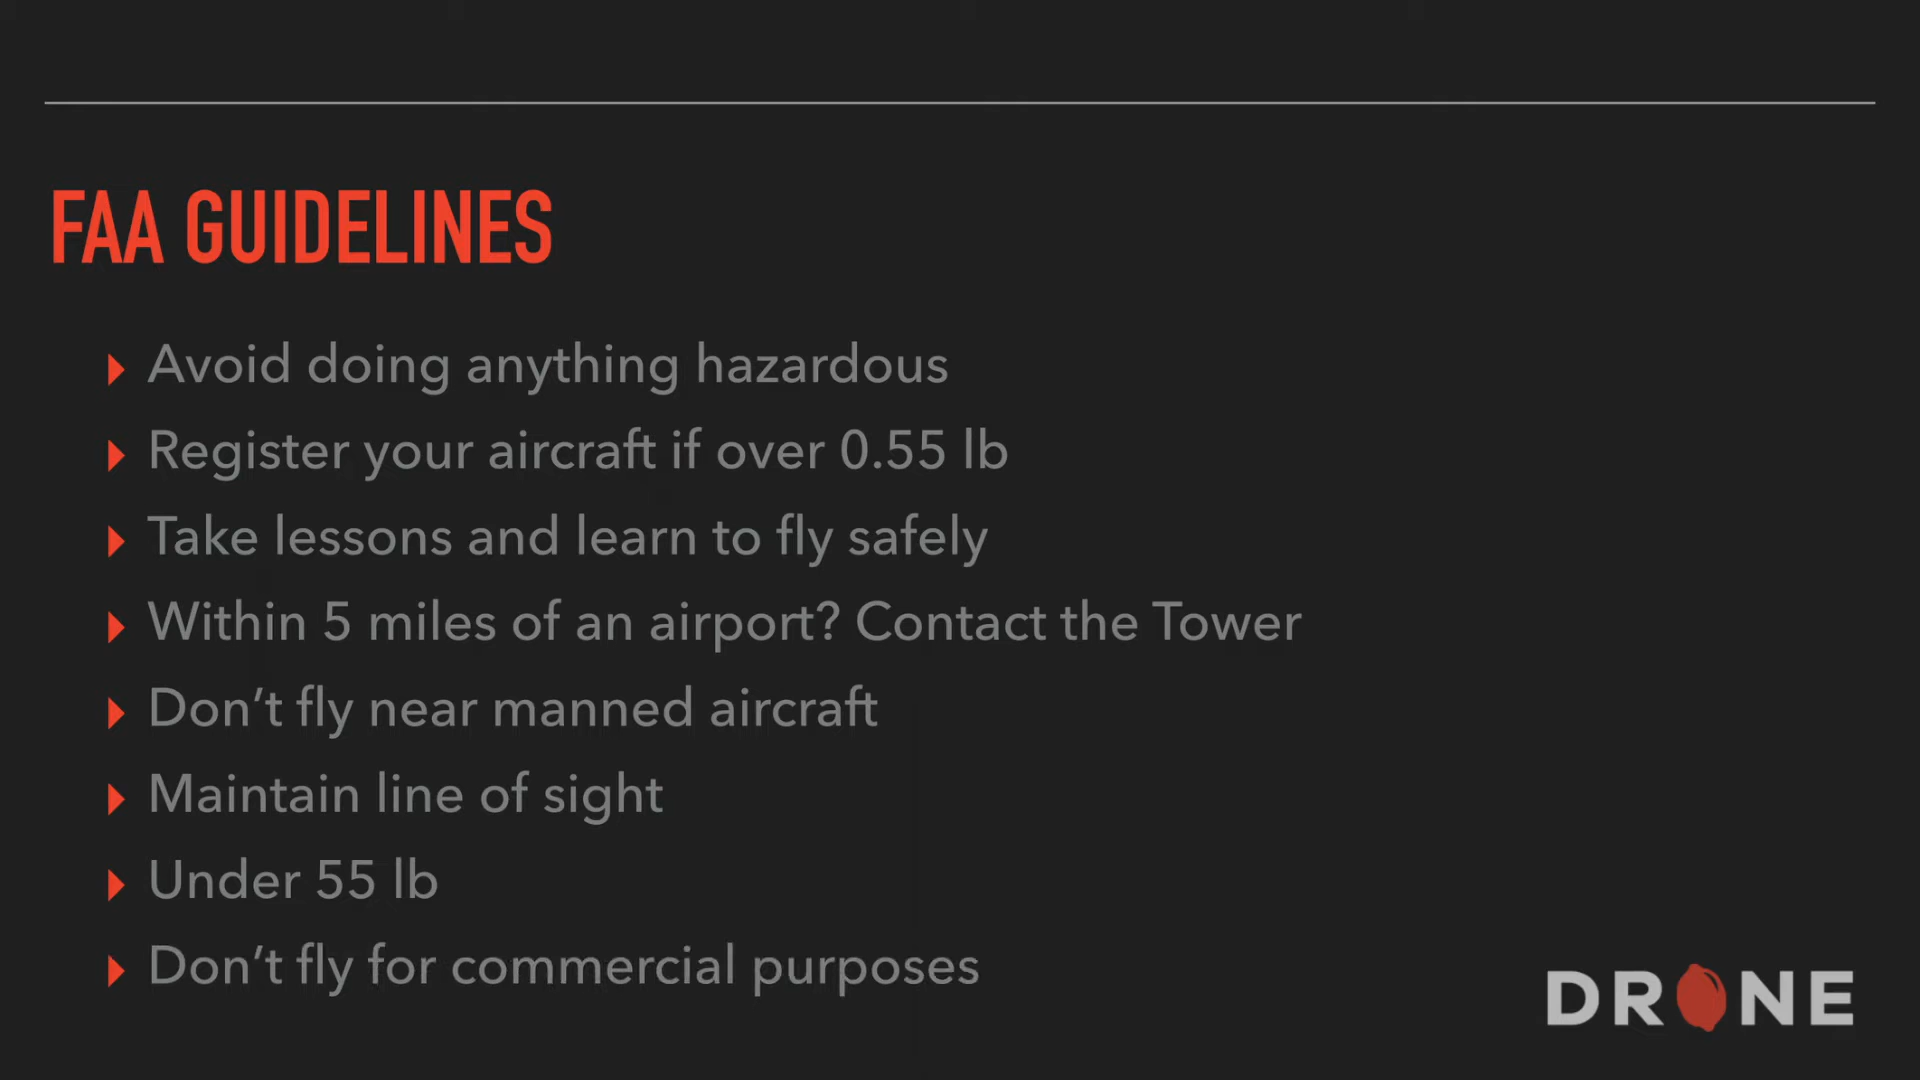 FAA GUIDELINES
Avoid doing anything hazardous
Register your aircraft if over 0.55 lb
Take lessons and learn to fly safely
Within 5 miles of an airport? Contact the Tower
Don’t fly near manned aircraft
Maintain line of sight
Under 55 lb
Don’t fly for commercial purposes
DRONE